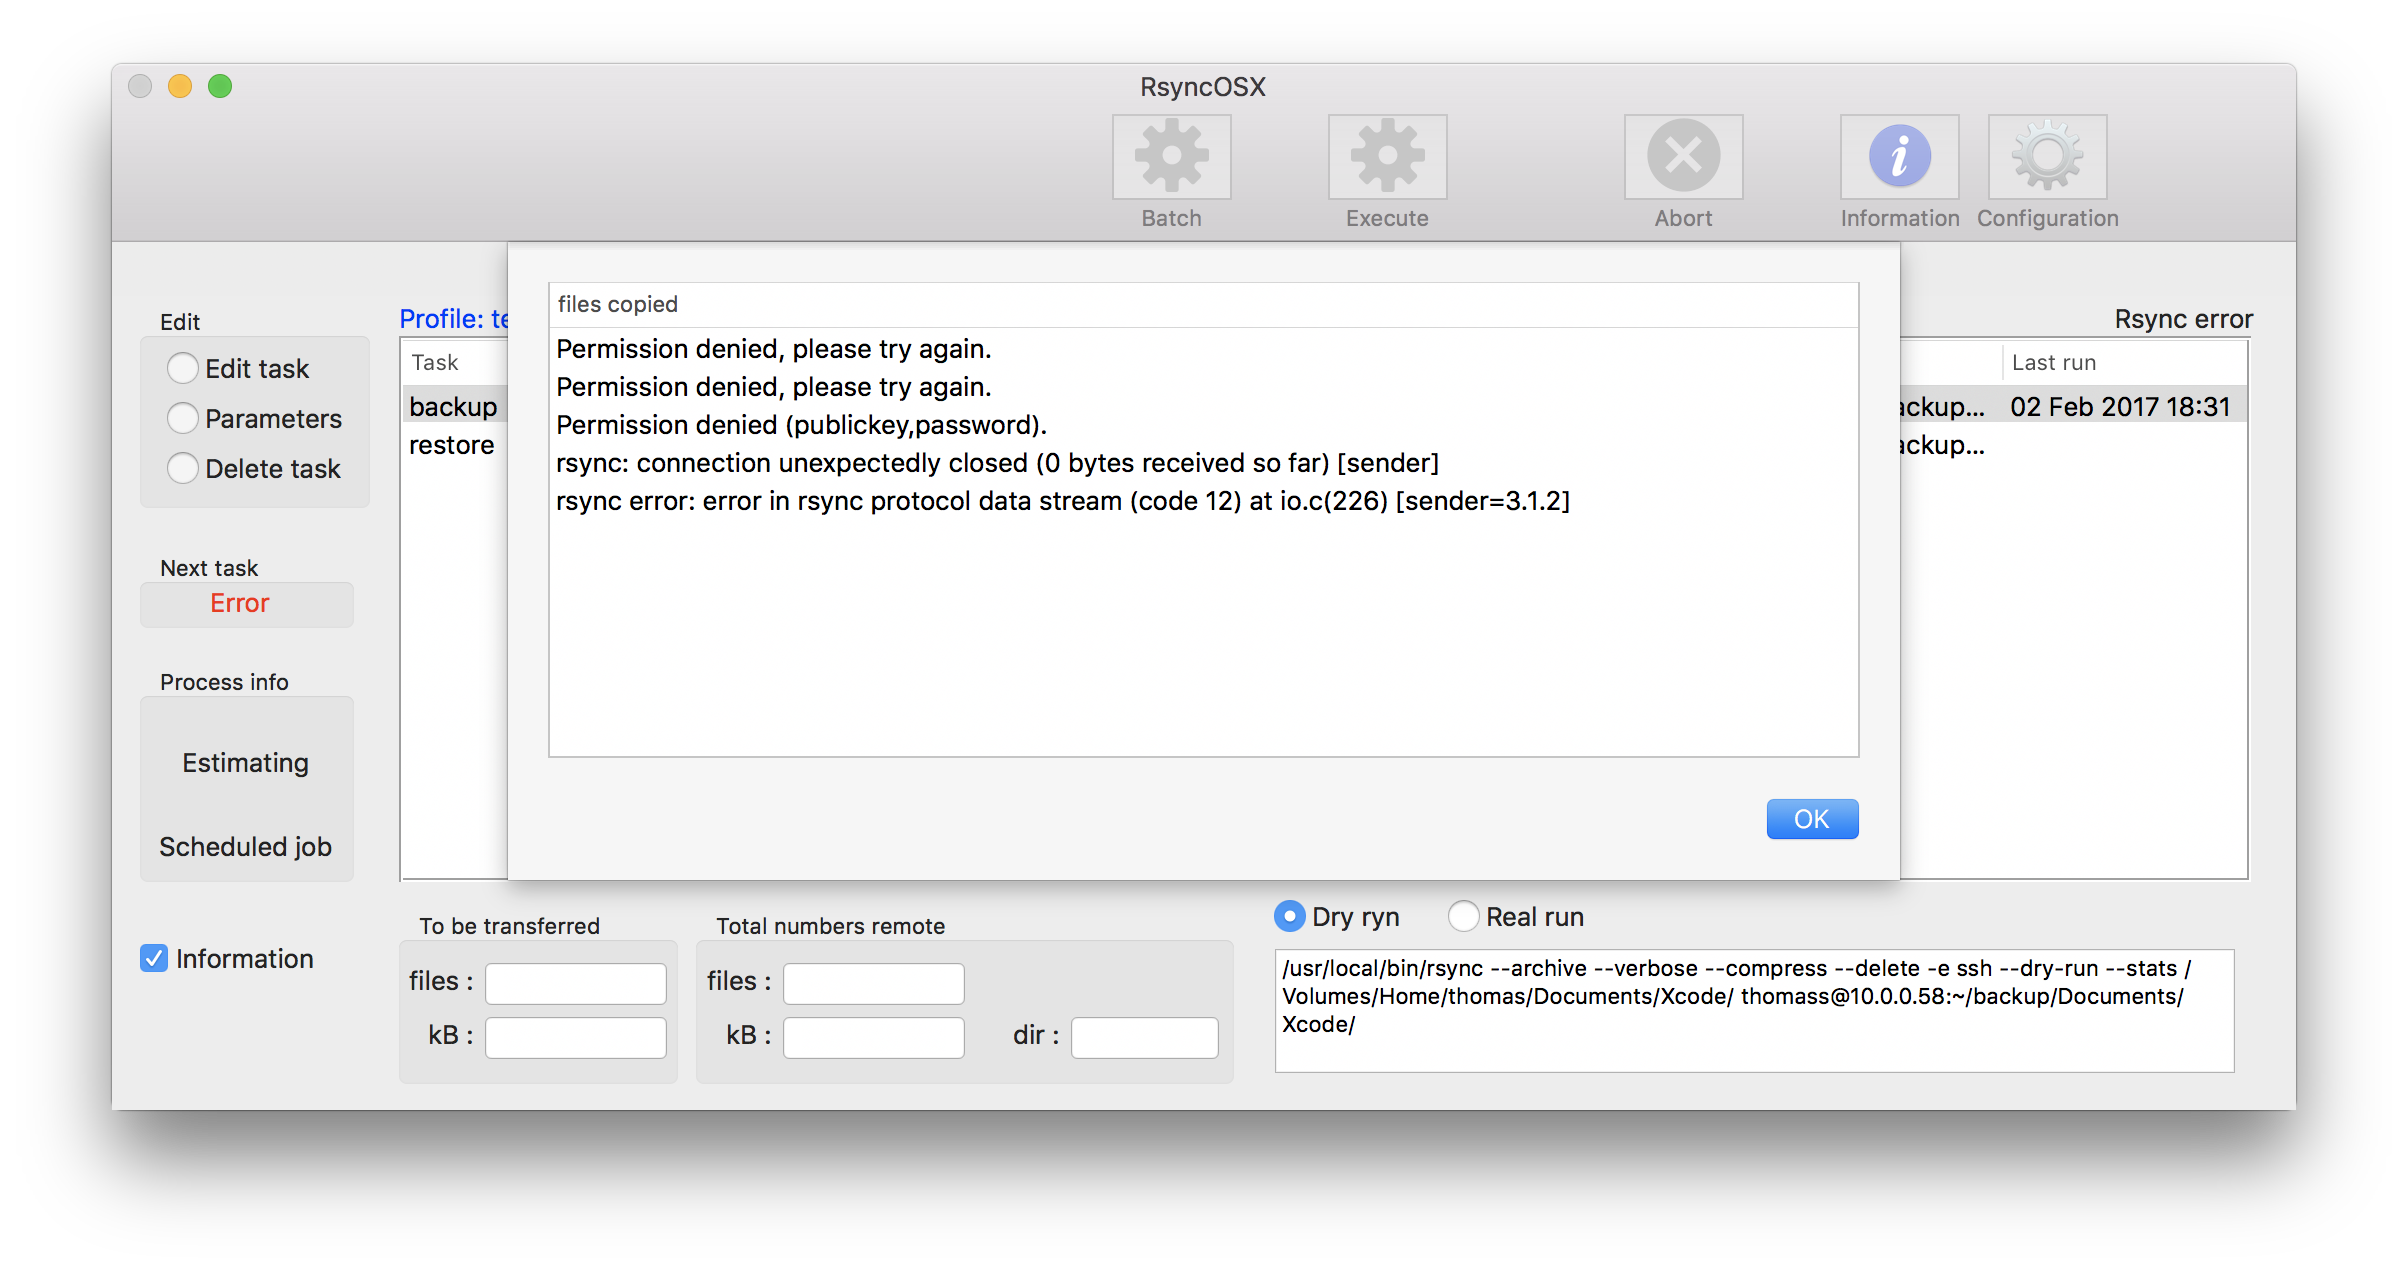 RsyncOSX
Batch
Execute
Abort
Information
Configuration
files copied
Permission denied, please try again.
Permission denied, please try again.
Permission denied (publickey,password).
rsync: connection unexpectedly closed (0 bytes received so far) [sender]
rsync error: error in rsync protocol data stream (code 12) at io.c(226) [sender=3.1.2]
OK
Edit
Edit task
Parameters
Delete task
Next task
Error
Process info
Estimating
Scheduled job
Information
Profile:
Rsync error
Task
Last run
backup
02 Feb 2017 18:31
restore
To be transferred
files :
kB :
Total numbers remote
files :
kB :
dir :
Dry ryn
Real run
/usr/local/bin/rsync --archive --verbose --compress --delete -e ssh --dry-run --stats /
Volumes/Home/thomas/Documents/Xcode/ thomass@10.0.0.58:~/backup/Documents/
Xcode/